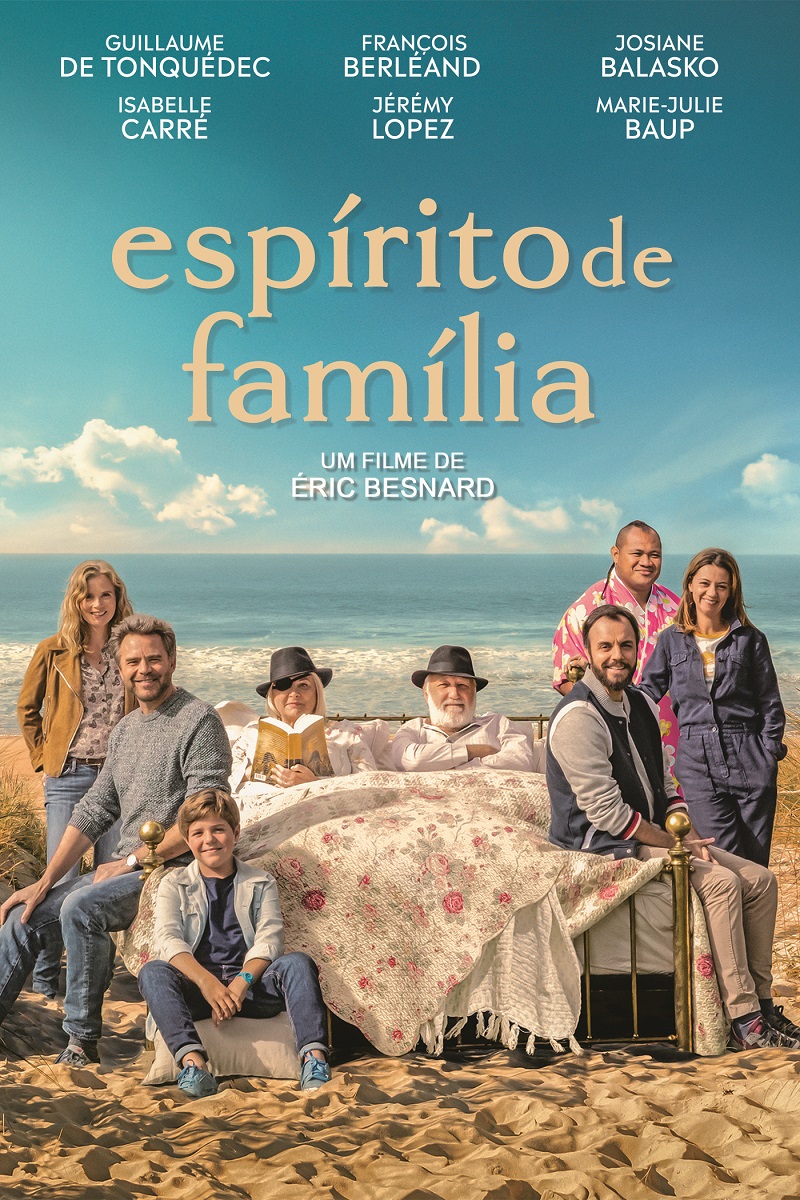 GUILLAUME
DE TONQUÉDEC
FRANÇOIS
BERLÉAND
JOSIANE
BALASKO
ISABELLE
CARRÉ
JÉRÉMY
LOPEZ
MARIE-JULIE
BAUP
espírito de
família
UM FILME DE
ÉRIC BESNARD